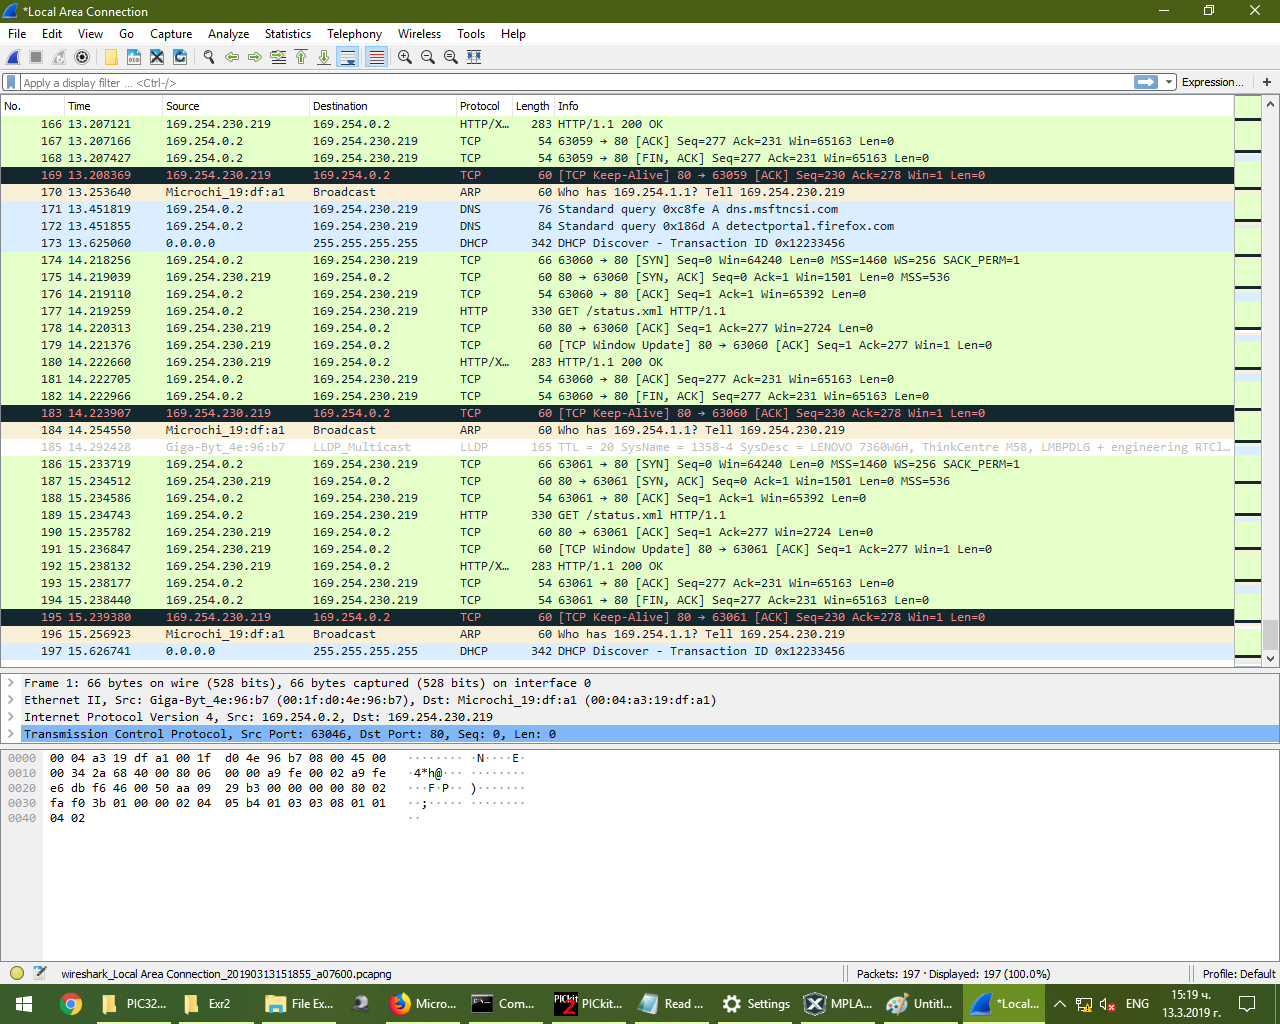 *Local Area Connection
File Edit View Go Capture Analyze Statistics Telephony Wireless Tools Help
Apply a display filter ... <Ctrl-/> Expression... +
No. Time Source Destination Protocol Length Info
166 13.207121 169.254.230.219 169.254.0.2 HTTP/X… 283 HTTP/1.1 200 OK
167 13.207166 169.254.0.2 169.254.230.219 TCP 54 63059 → 80 [ACK] Seq=277 Ack=231 Win=65163 Len=0
168 13.207427 169.254.0.2 169.254.230.219 TCP 54 63059 → 80 [FIN, ACK] Seq=277 Ack=231 Win=65163 Len=0
169 13.208369 169.254.230.219 169.254.0.2 TCP 60 [TCP Keep-Alive] 80 → 63059 [ACK] Seq=230 Ack=278 Win=1 Len=0
170 13.253640 Microchi_19:df:a1 Broadcast ARP 60 Who has 169.254.1.1? Tell 169.254.230.219
171 13.451819 169.254.0.2 169.254.230.219 DNS 76 Standard query 0xc8fe A dns.msftncsi.com
172 13.451855 169.254.0.2 169.254.230.219 DNS 84 Standard query 0x186d A detectportal.firefox.com
173 13.625060 0.0.0.0 255.255.255.255 DHCP 342 DHCP Discover - Transaction ID 0x12233456
174 14.218256 169.254.0.2 169.254.230.219 TCP 66 63060 → 80 [SYN] Seq=0 Win=64240 Len=0 MSS=1460 WS=256 SACK_PERM=1
175 14.219039 169.254.230.219 169.254.0.2 TCP 60 80 → 63060 [SYN, ACK] Seq=0 Ack=1 Win=1501 Len=0 MSS=536
176 14.219110 169.254.0.2 169.254.230.219 TCP 54 63060 → 80 [ACK] Seq=1 Ack=1 Win=65392 Len=0
177 14.219259 169.254.0.2 169.254.230.219 HTTP 330 GET /status.xml HTTP/1.1
178 14.220313 169.254.230.219 169.254.0.2 TCP 60 80 → 63060 [ACK] Seq=1 Ack=277 Win=2724 Len=0
179 14.221376 169.254.230.219 169.254.0.2 TCP 60 [TCP Window Update] 80 → 63060 [ACK] Seq=1 Ack=277 Win=1 Len=0
180 14.222660 169.254.230.219 169.254.0.2 HTTP/X… 283 HTTP/1.1 200 OK
181 14.222705 169.254.0.2 169.254.230.219 TCP 54 63060 → 80 [ACK] Seq=277 Ack=231 Win=65163 Len=0
182 14.222966 169.254.0.2 169.254.230.219 TCP 54 63060 → 80 [FIN, ACK] Seq=277 Ack=231 Win=65163 Len=0
183 14.223907 169.254.230.219 169.254.0.2 TCP 60 [TCP Keep-Alive] 80 → 63060 [ACK] Seq=230 Ack=278 Win=1 Len=0
184 14.254550 Microchi_19:df:a1 Broadcast ARP 60 Who has 169.254.1.1? Tell 169.254.230.219
185 14.292428 Giga-Byt_4e:96:b7 LLDP_Multicast LLDP 165 TTL = 20 SysName = 1358-4 SysDesc = LENOVO 7360W6H, ThinkCentre M58, LMBPDLG + engineering RTCl…
186 15.233719 169.254.0.2 169.254.230.219 TCP 66 63061 → 80 [SYN] Seq=0 Win=64240 Len=0 MSS=1460 WS=256 SACK_PERM=1
187 15.234512 169.254.230.219 169.254.0.2 TCP 60 80 → 63061 [SYN, ACK] Seq=0 Ack=1 Win=1501 Len=0 MSS=536
188 15.234586 169.254.0.2 169.254.230.219 TCP 54 63061 → 80 [ACK] Seq=1 Ack=1 Win=65392 Len=0
189 15.234743 169.254.0.2 169.254.230.219 HTTP 330 GET /status.xml HTTP/1.1
190 15.235782 169.254.230.219 169.254.0.2 TCP 60 80 → 63061 [ACK] Seq=1 Ack=277 Win=2724 Len=0
191 15.236847 169.254.230.219 169.254.0.2 TCP 60 [TCP Window Update] 80 → 63061 [ACK] Seq=1 Ack=277 Win=1 Len=0
192 15.238132 169.254.230.219 169.254.0.2 HTTP/X… 283 HTTP/1.1 200 OK
193 15.238177 169.254.0.2 169.254.230.219 TCP 54 63061 → 80 [ACK] Seq=277 Ack=231 Win=65163 Len=0
194 15.238440 169.254.0.2 169.254.230.219 TCP 54 63061 → 80 [FIN, ACK] Seq=277 Ack=231 Win=65163 Len=0
195 15.239380 169.254.230.219 169.254.0.2 TCP 60 [TCP Keep-Alive] 80 → 63061 [ACK] Seq=230 Ack=278 Win=1 Len=0
196 15.256923 Microchi_19:df:a1 Broadcast ARP 60 Who has 169.254.1.1? Tell 169.254.230.219
197 15.626741 0.0.0.0 255.255.255.255 DHCP 342 DHCP Discover - Transaction ID 0x12233456
Frame 1: 66 bytes on wire (528 bits), 66 bytes captured (528 bits) on interface 0
Ethernet II, Src: Giga-Byt_4e:96:b7 (00:1f:d0:4e:96:b7), Dst: Microchi_19:df:a1 (00:04:a3:19:df:a1)
Internet Protocol Version 4, Src: 169.254.0.2, Dst: 169.254.230.219
Transmission Control Protocol, Src Port: 63046, Dst Port: 80, Seq: 0, Len: 0
0000 00 04 a3 19 df a1 00 1f d0 4e 96 b7 08 00 45 00 ········ ·N····E·
0010 00 34 2a 68 40 00 80 06 00 00 a9 fe 00 02 a9 fe ·4*h@··· ········
0020 e6 db f6 46 00 50 aa 09 29 b3 00 00 00 00 80 02 ···F·P·· )·······
0030 fa f0 3b 01 00 00 02 04 05 b4 01 03 03 08 01 01 ··;····· ········
0040 04 02 ··
wireshark_Local Area Connection_20190313151855_a07600.pcapng Packets: 197 · Displayed: 197 (100.0%) Profile: Default
PIC32... Exr2 File Ex... Micro... Com... PICkit 2 PICkit... Read ... Settings MPLA... Untitl... *Local... ENG 15:19 ч.
13.3.2019 г.